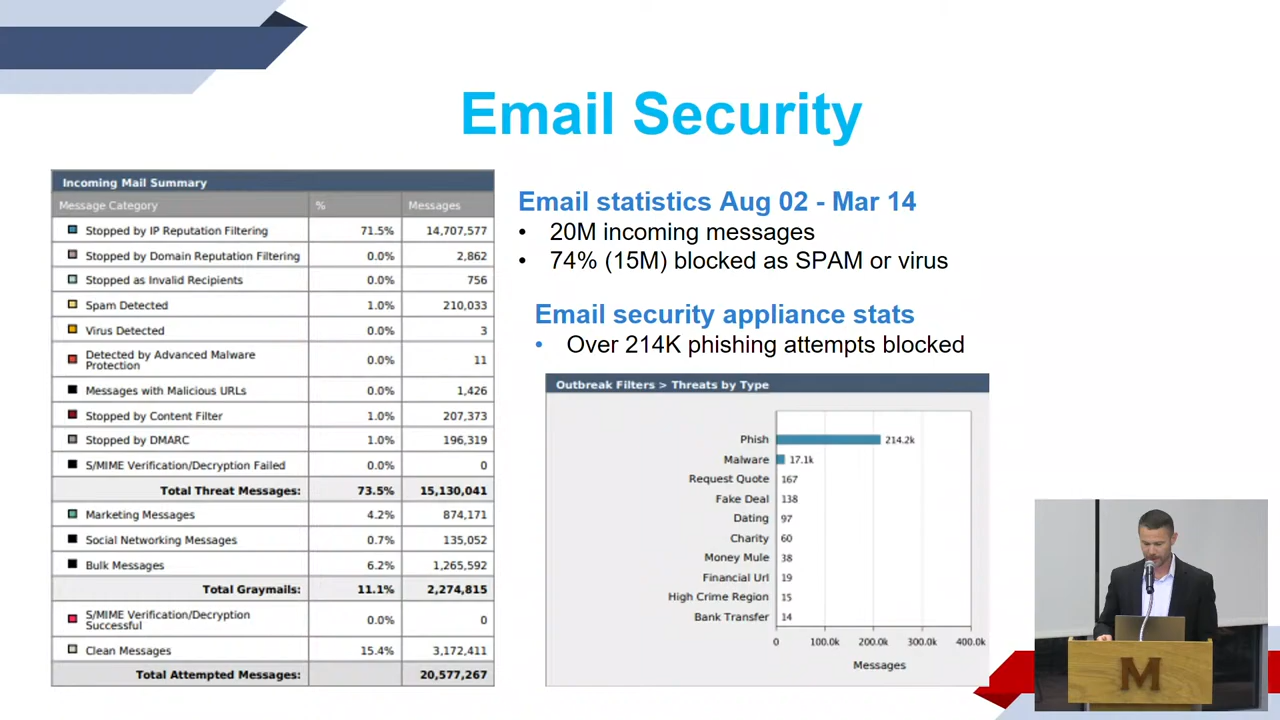 Email Security
Incoming Mail Summary
Message Category % Messages
Stopped by IP Reputation Filtering 71.5% 14,707,577
Stopped by Domain Reputation Filtering 0.0% 2,862
Stopped as Invalid Recipients 0.0% 756
Spam Detected 1.0% 210,033
Virus Detected 0.0% 3
Detected by Advanced Malware
Protection 0.0% 11
Messages with Malicious URLs 0.0% 1,426
Stopped by Content Filter 1.0% 207,373
Stopped by DMARC 1.0% 196,319
S/MIME Verification/Decryption Failed 0.0% 0
Total Threat Messages: 73.5% 15,130,041
Marketing Messages 4.2% 874,171
Social Networking Messages 0.7% 135,052
Bulk Messages 6.2% 1,265,592
Total Graymails: 11.1% 2,274,815
S/MIME Verification/Decryption
Successful 0.0% 0
Clean Messages 15.4% 3,172,411
Total Attempted Messages: 20,577,267
Email statistics Aug 02 - Mar 14
• 20M incoming messages
• 74% (15M) blocked as SPAM or virus
Email security appliance stats
• Over 214K phishing attempts blocked
Outbreak Filters > Threats by Type
Phish 214.2k
Malware 17.1k
Request Quote 167
Fake Deal 138
Dating 97
Charity 60
Money Mule 38
Financial Url 19
High Crime Region 15
Bank Transfer 14
0 100.0k 200.0k 300.0k 400.0k
Messages
M